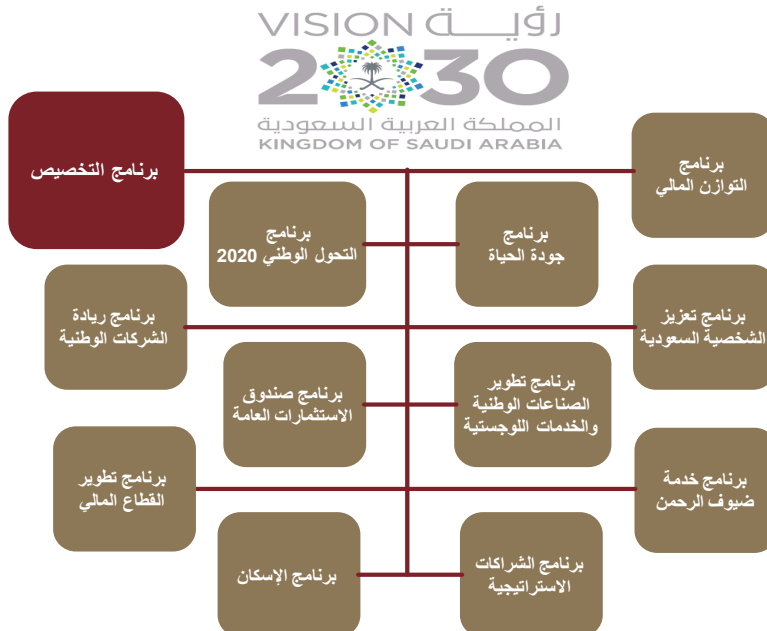 VISION رؤيــــة
2030
المملكة العربية السعودية
KINGDOM OF SAUDI ARABIA
برنامج
التوازن المالي
برنامج التخصيص
برنامج
جودة الحياة
برنامج
التحول الوطني 2020
برنامج تعزيز
الشخصية السعودية
برنامج ريادة
الشركات الوطنية
برنامج تطوير
الصناعات الوطنية
والخدمات اللوجستية
برنامج صندوق
الاستثمارات العامة
برنامج خدمة
ضيوف الرحمن
برنامج تطوير
القطاع المالي
برنامج الشراكات
الاستراتيجية
برنامج الإسكان